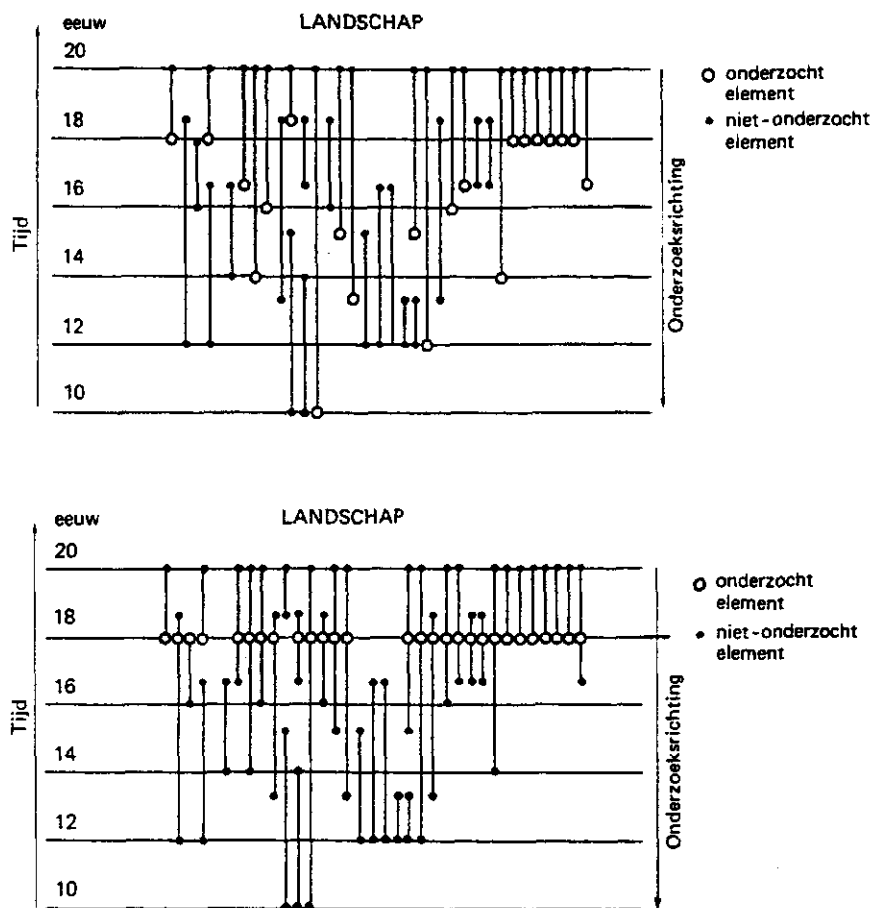 LANDSCHAP
eeuw
20
18
16
14
12
10
Tijd
Onderzoeksrichting
onderzocht
element
niet-onderzocht
element
LANDSCHAP
eeuw
20
18
16
14
12
10
Tijd
Onderzoeksrichting
onderzocht
element
niet-onderzocht
element